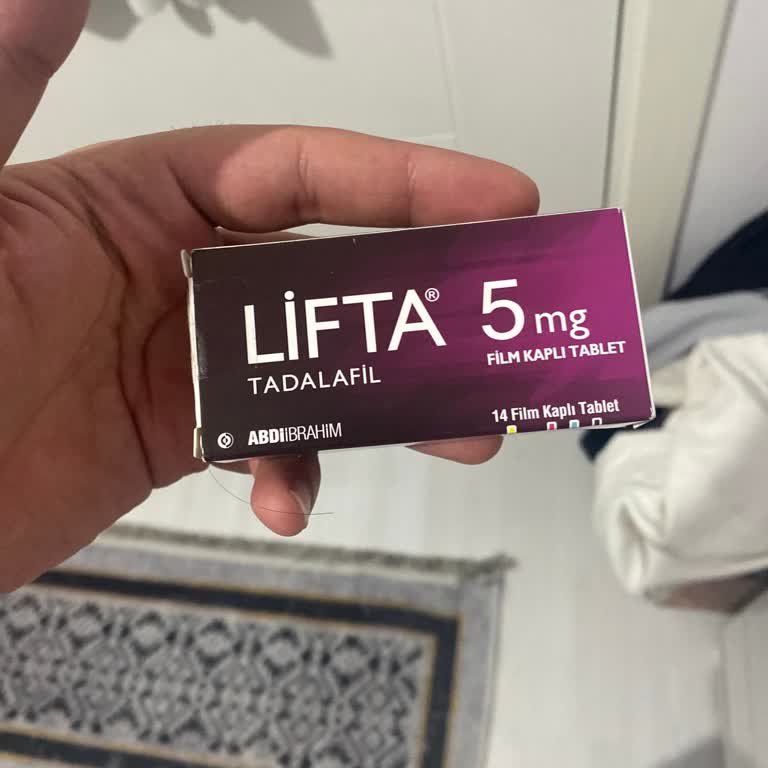 LİFTA® 5 mg
FİLM KAPLI TABLET
TADALAFİL
14 Film Kaplı Tablet
ABDİİBRAHİM